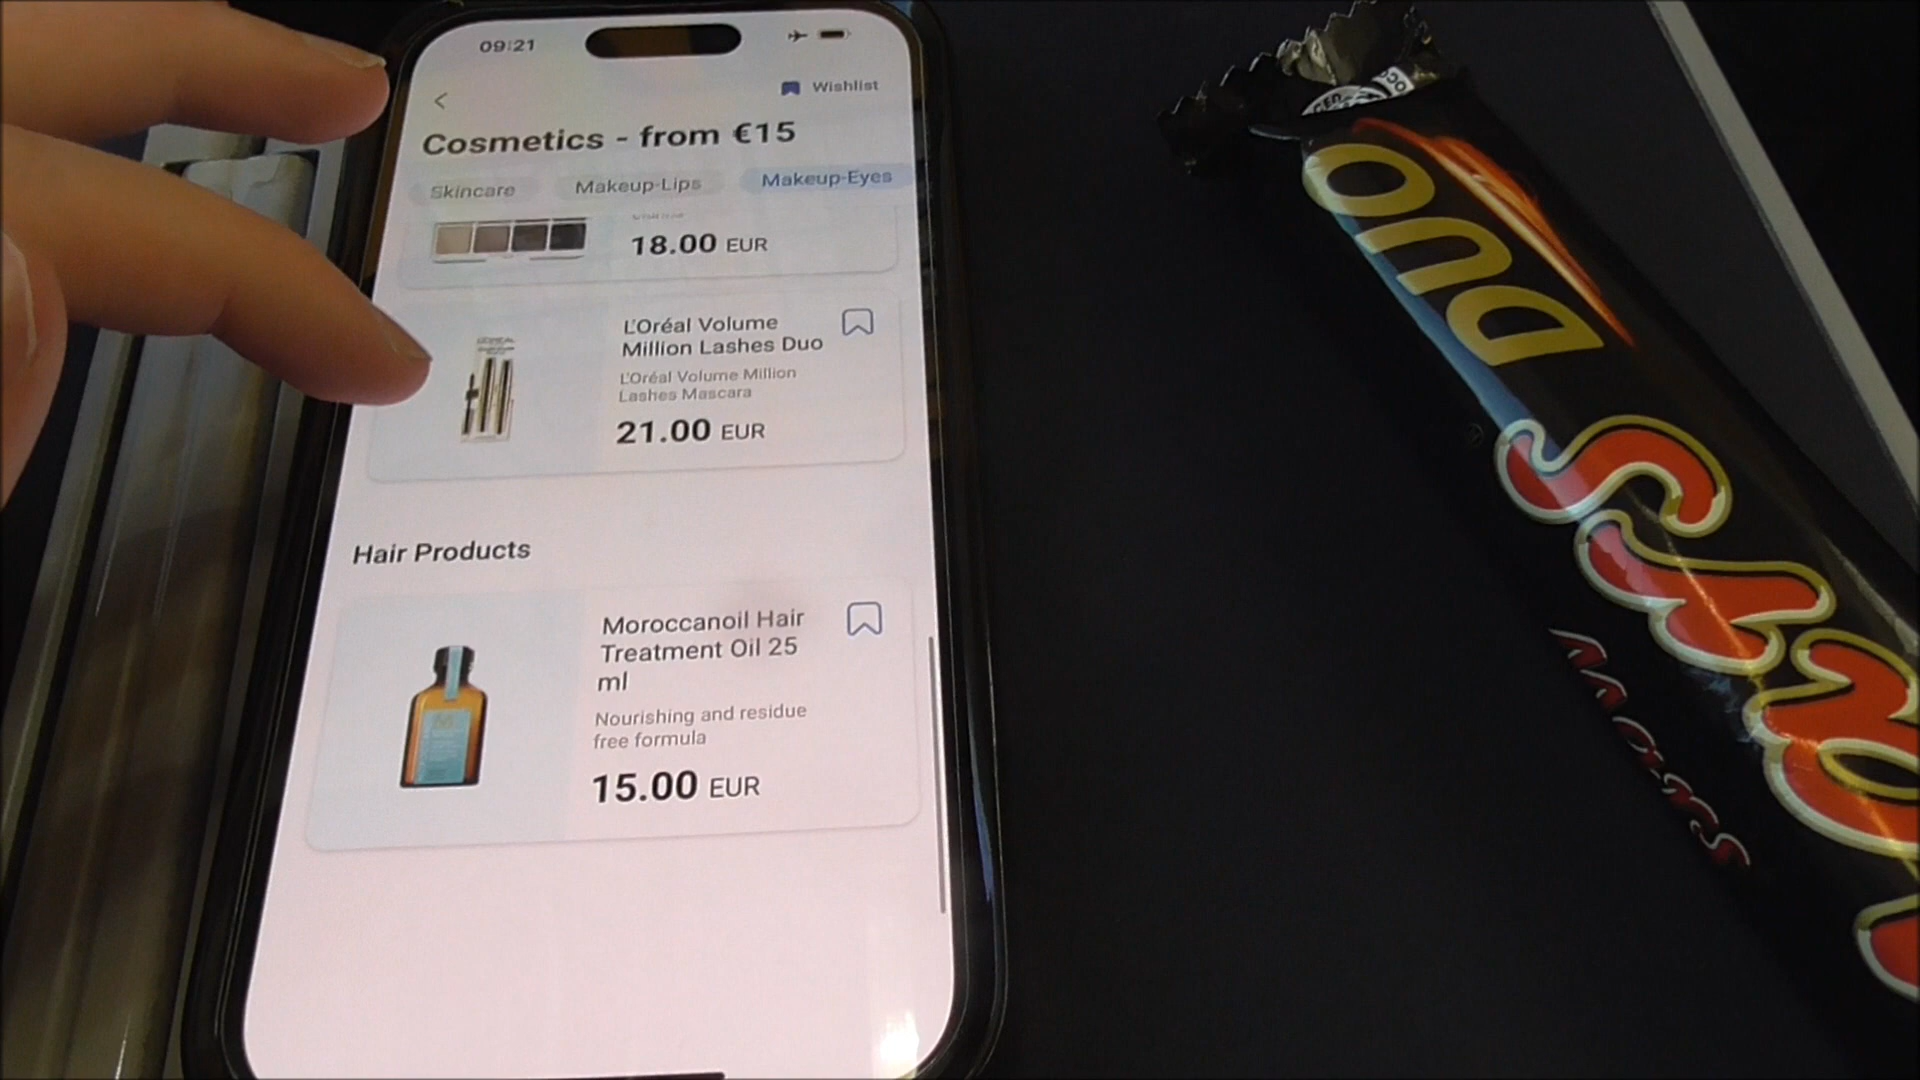 09:21
Wishlist
Cosmetics - from €15
Skincare
Makeup-Lips
Makeup-Eyes
18.00 EUR
L'Oréal Volume
Million Lashes Duo
L'Oréal Volume Million
Lashes Mascara
21.00 EUR
Hair Products
Moroccanoil Hair
Treatment Oil 25
ml
Nourishing and residue
free formula
15.00 EUR
DUO
Mars